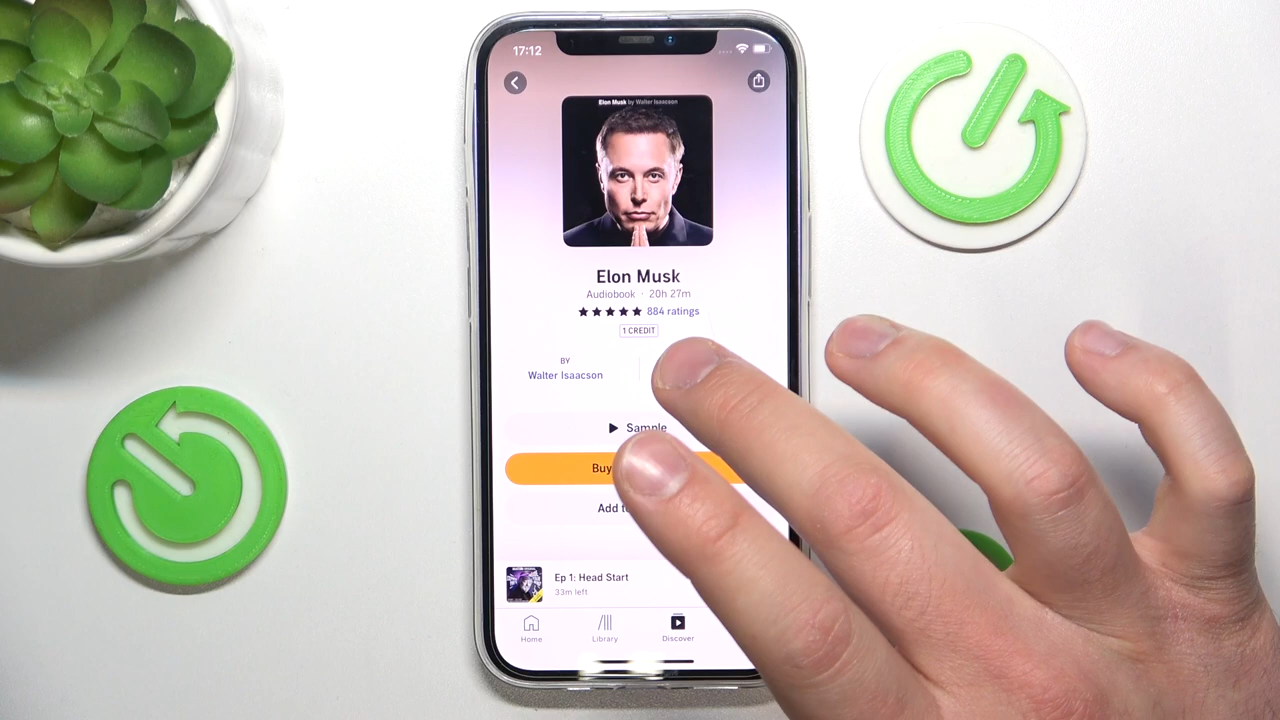 17:12
Elon Musk by Walter Isaacson
Elon Musk
Audiobook · 20h 27m
884 ratings
1 CREDIT
BY
Walter Isaacson
Sample
Buy
Add
Ep 1: Head Start
33m left
Home
Library
Discover